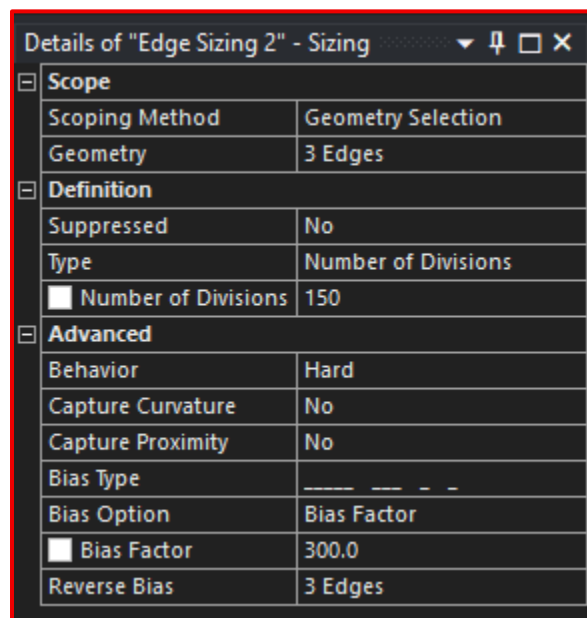 Details of "Edge Sizing 2" - Sizing
Scope
Scoping Method Geometry Selection
Geometry 3 Edges
Definition
Suppressed No
Type Number of Divisions
Number of Divisions 150
Advanced
Behavior Hard
Capture Curvature No
Capture Proximity No
Bias Type _____ ___ _ _
Bias Option Bias Factor
Bias Factor 300.0
Reverse Bias 3 Edges